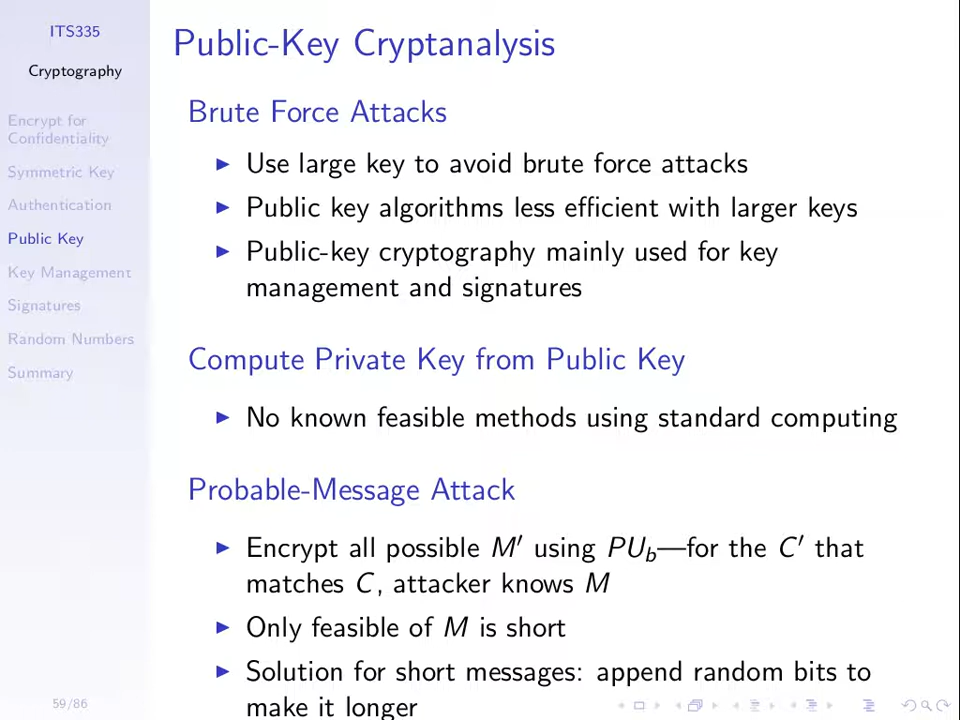 ITS335
Cryptography
Encrypt for
Confidentiality
Symmetric Key
Authentication
Public Key
Key Management
Signatures
Random Numbers
Summary
59/86
Public-Key Cryptanalysis
Brute Force Attacks
▶ Use large key to avoid brute force attacks
▶ Public key algorithms less efficient with larger keys
▶ Public-key cryptography mainly used for key
management and signatures
Compute Private Key from Public Key
▶ No known feasible methods using standard computing
Probable-Message Attack
▶ Encrypt all possible M′ using PU_b—for the C′ that
matches C, attacker knows M
▶ Only feasible of M is short
▶ Solution for short messages: append random bits to
make it longer